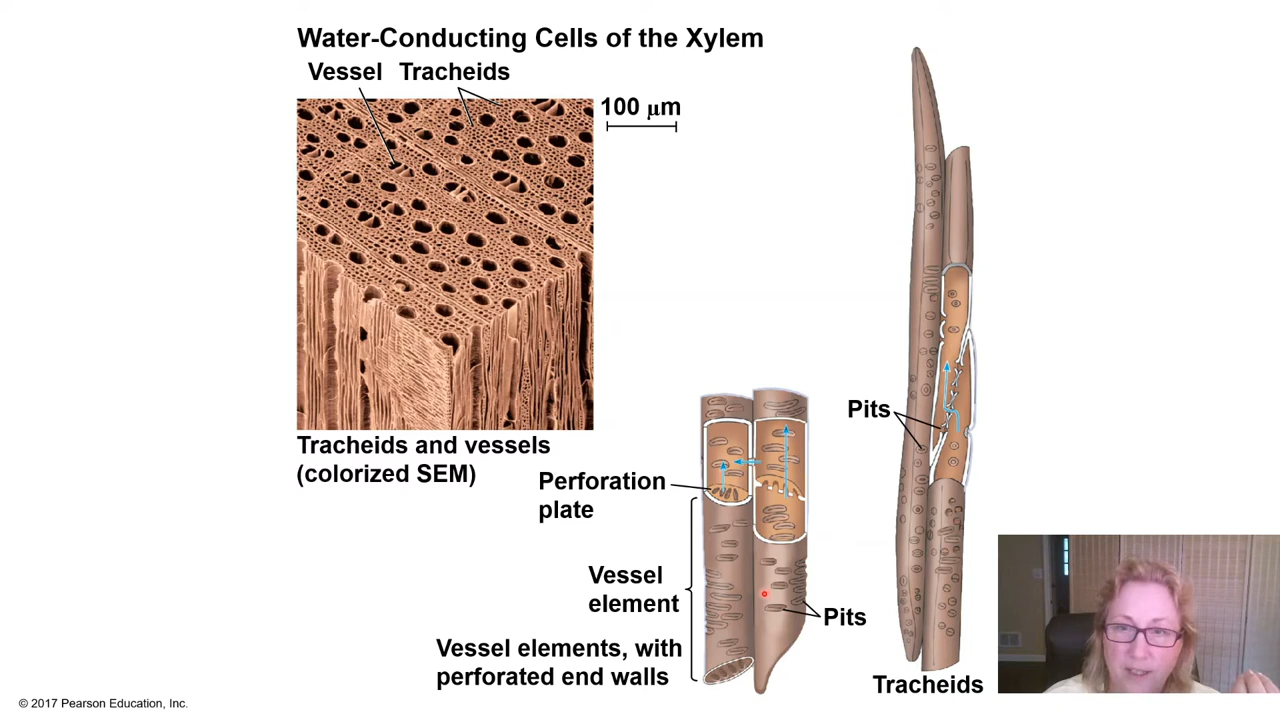 Water-Conducting Cells of the Xylem
Vessel
Tracheids
100 µm
Tracheids and vessels
(colorized SEM)
Perforation
plate
Vessel
element
Vessel elements, with
perforated end walls
Pits
Pits
Tracheids
© 2017 Pearson Education, Inc.